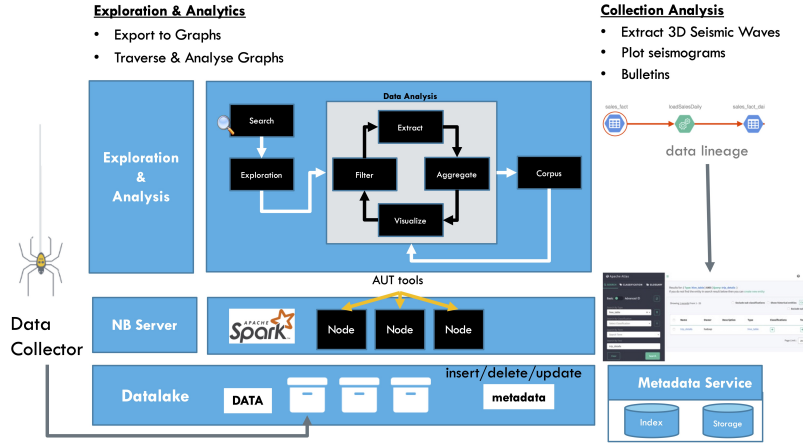 Exploration & Analytics
• Export to Graphs
• Traverse & Analyse Graphs
Collection Analysis
• Extract 3D Seismic Waves
• Plot seismograms
• Bulletins
sales_fact
loadSalesDaily
data lineage
Exploration
&
Analysis
Data Analysis
Search
Exploration
Extract
Filter
Aggregate
Visualize
Corpus
AUT tools
Data
Collector
NB Server
APACHE
Spark
Node
Node
Node
Datalake
DATA
insert/delete/update
metadata
Metadata Service
Index
Storage